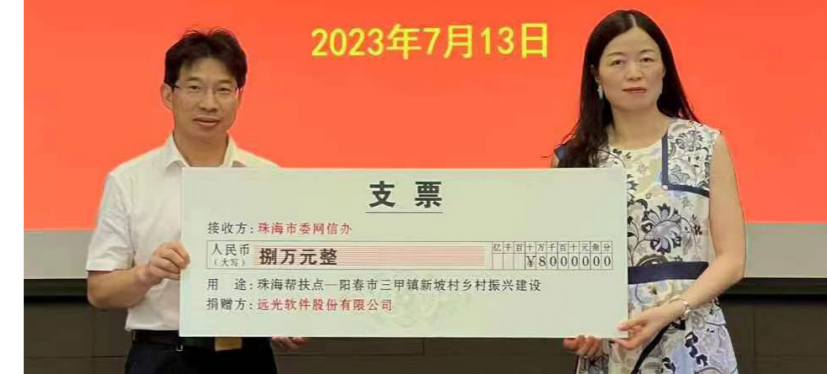 2023年7月13日
支票
接收方:珠海市委网信办
人民币 捌万元整 亿千百十万千百十元角分
(大写) ¥8000000
用 途:珠海帮扶点—阳春市三甲镇新坡村乡村振兴建设
捐赠方:远光软件股份有限公司